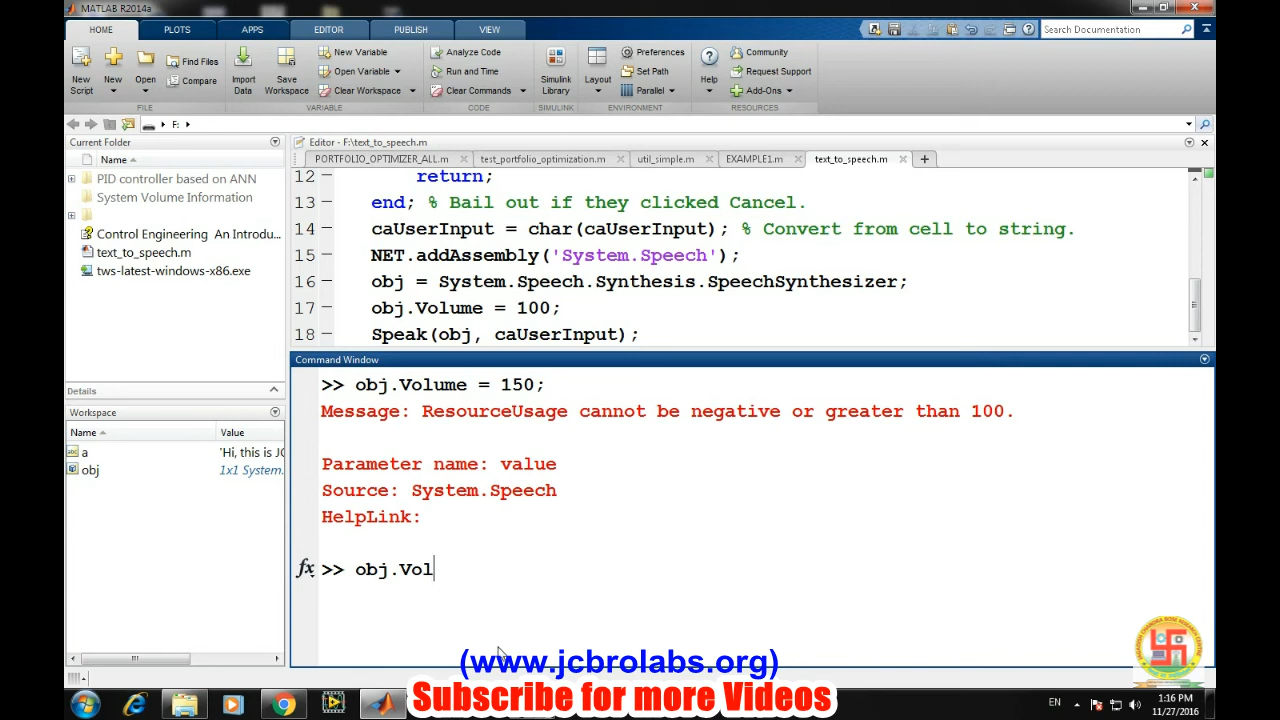 MATLAB R2014a
HOME PLOTS APPS EDITOR PUBLISH VIEW
Search Documentation
New Script
New
Open
Find Files
Compare
FILE
Import Data
Save Workspace
New Variable
Open Variable
Clear Workspace
VARIABLE
Analyze Code
Run and Time
Clear Commands
CODE
Simulink Library
SIMULINK
Layout
Preferences
Set Path
Parallel
ENVIRONMENT
Help
Community
Request Support
Add-Ons
RESOURCES
F:
Current Folder
Name
PID controller based on ANN
System Volume Information
Control Engineering An Introdu...
text_to_speech.m
tws-latest-windows-x86.exe
Details
Workspace
Name Value
a 'Hi, this is JC
obj 1x1 System.
Editor - F:\text_to_speech.m
PORTFOLIO_OPTIMIZER_ALL.m test_portfolio_optimization.m util_simple.m EXAMPLE1.m text_to_speech.m
12 return;
13 end; % Bail out if they clicked Cancel.
14 caUserInput = char(caUserInput); % Convert from cell to string.
15 NET.addAssembly('System.Speech');
16 obj = System.Speech.Synthesis.SpeechSynthesizer;
17 obj.Volume = 100;
18 Speak(obj, caUserInput);
Command Window
>> obj.Volume = 150;
Message: ResourceUsage cannot be negative or greater than 100.
Parameter name: value
Source: System.Speech
HelpLink:
fx >> obj.Vol
(www.jcbrolabs.org)
Subscribe for more Videos
EN
1:16 PM
11/27/2016